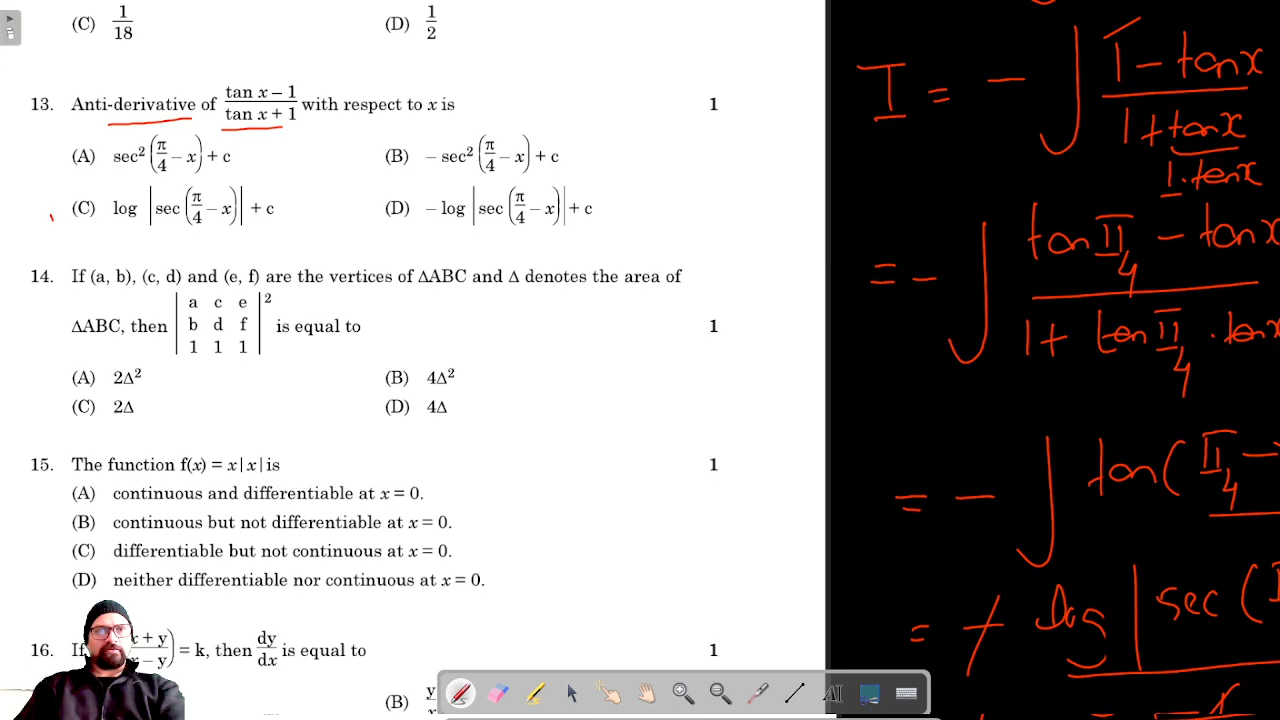 (C) 1/18 (D) 1/2
13. Anti-derivative of (tan x – 1)/(tan x + 1) with respect to x is 1
(A) sec² (π/4 – x) + c (B) – sec² (π/4 – x) + c
(C) log |sec (π/4 – x)| + c (D) – log |sec (π/4 – x)| + c
14. If (a, b), (c, d) and (e, f) are the vertices of ΔABC and Δ denotes the area of
ΔABC, then |a c e; b d f; 1 1 1|² is equal to 1
(A) 2Δ² (B) 4Δ²
(C) 2Δ (D) 4Δ
15. The function f(x) = x|x| is 1
(A) continuous and differentiable at x = 0.
(B) continuous but not differentiable at x = 0.
(C) differentiable but not continuous at x = 0.
(D) neither differentiable nor continuous at x = 0.
16. If x + y / x – y) = k, then dy/dx is equal to 1
(B) y
I = – ∫ (1 – tanx)/(1 + tanx)
1.tanx
= – ∫ (tan π/4 – tanx)/(1 + tan π/4 . tanx
= – ∫ tan( π/4 –
= log | sec (
AI